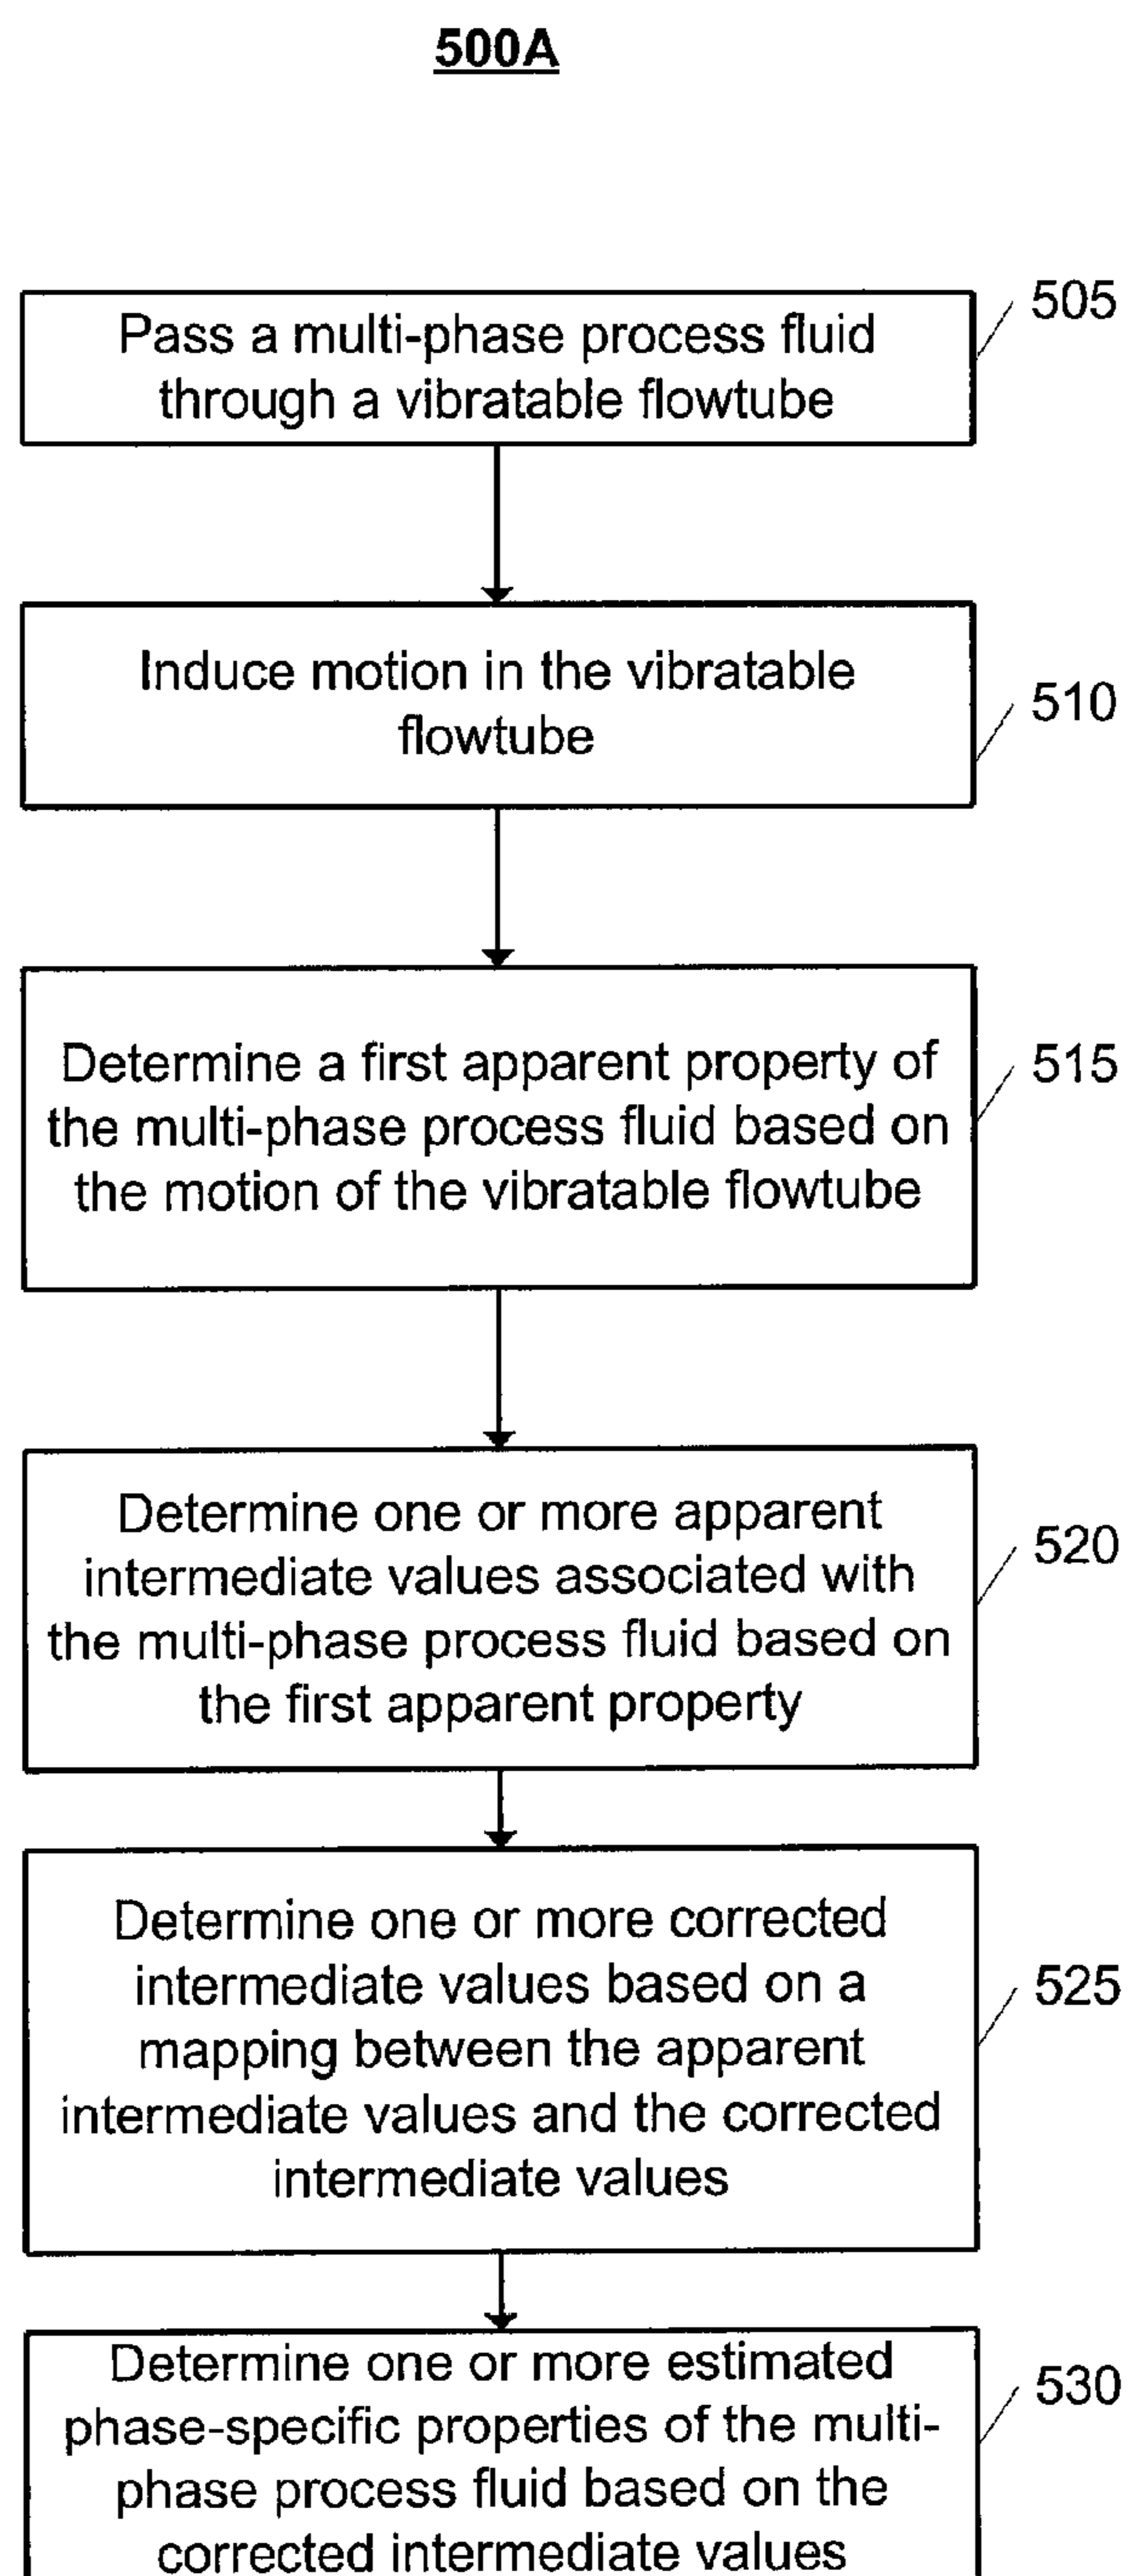 500A
Pass a multi-phase process fluid
through a vibratable flowtube
505
Induce motion in the vibratable
flowtube
510
Determine a first apparent property of
the multi-phase process fluid based on
the motion of the vibratable flowtube
515
Determine one or more apparent
intermediate values associated with
the multi-phase process fluid based on
the first apparent property
520
Determine one or more corrected
intermediate values based on a
mapping between the apparent
intermediate values and the corrected
intermediate values
525
Determine one or more estimated
phase-specific properties of the multi-
phase process fluid based on the
corrected intermediate values
530